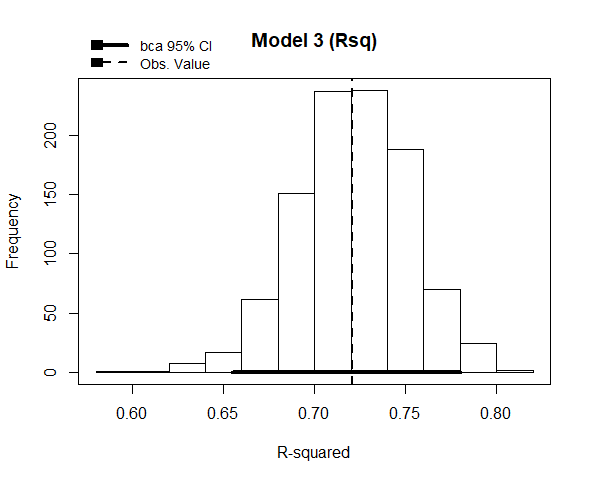 Model 3 (Rsq)
bca 95% CI
Obs. Value
200
150
100
50
0
Frequency
0.60 0.65 0.70 0.75 0.80
R-squared